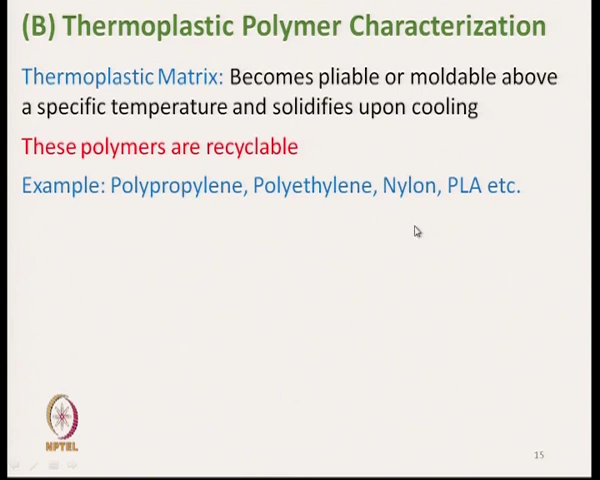 (B) Thermoplastic Polymer Characterization
Thermoplastic Matrix: Becomes pliable or moldable above
a specific temperature and solidifies upon cooling
These polymers are recyclable
Example: Polypropylene, Polyethylene, Nylon, PLA etc.
NPTEL
15